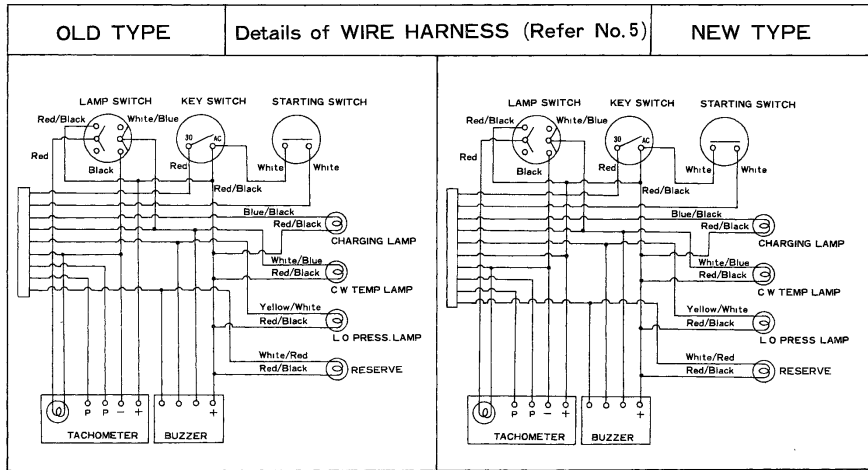 OLD TYPE
Details of WIRE HARNESS (Refer No.5)
NEW TYPE
LAMP SWITCH
KEY SWITCH
STARTING SWITCH
Red/Black
White/Blue
30
AC
Red
Black
Red
White
White
Red/Black
Blue/Black
Red/Black
CHARGING LAMP
White/Blue
Red/Black
C W TEMP LAMP
Yellow/White
Red/Black
L O PRESS. LAMP
White/Red
Red/Black
RESERVE
P P − +
+
TACHOMETER
BUZZER
LAMP SWITCH
KEY SWITCH
STARTING SWITCH
Red/Black
White/Blue
30
AC
Red
Black
Red
White
White
Red/Black
Blue/Black
Red/Black
CHARGING LAMP
White/Blue
Red/Black
C W TEMP LAMP
Yellow/White
Red/Black
L O PRESS LAMP
White/Red
Red/Black
RESERVE
P P − +
+
TACHOMETER
BUZZER